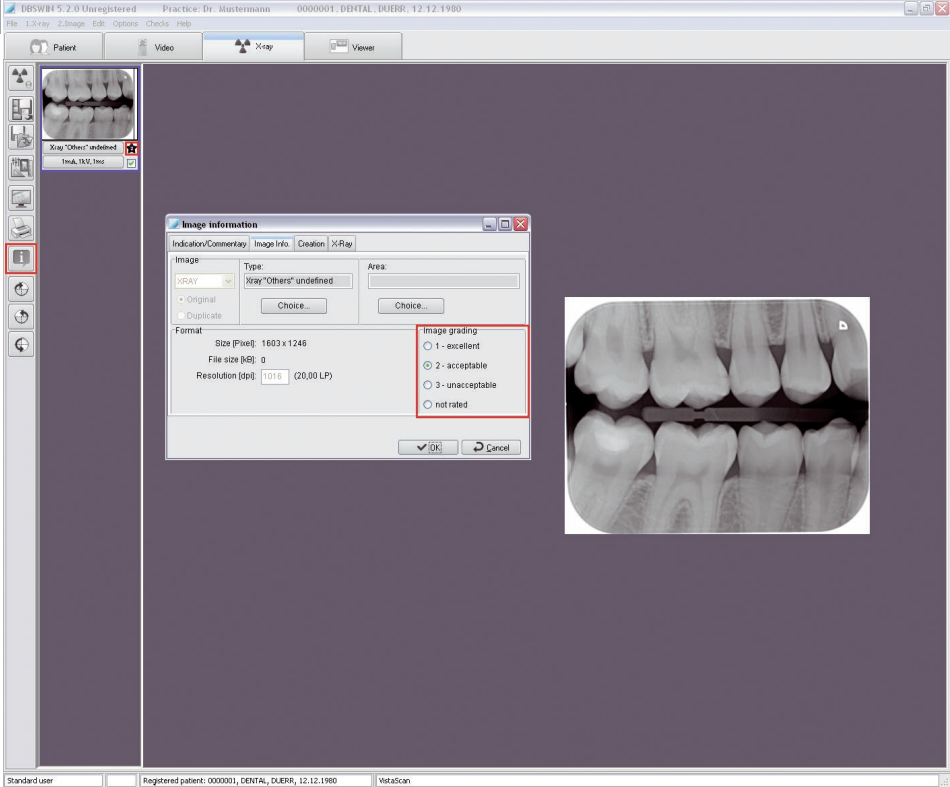 DBSWIN 5.2.0 Unregistered Practice: Dr. Mustermann 0000001, DENTAL, DUERR, 12.12.1980
File 1.X-ray 2.Image Edit Options Checks Help
Patient Video X-ray Viewer
Xray "Others" undefined
1mA, 1kV, 1ms
Image information
Indication/Commentary Image Info. Creation X-Ray
Image
Type: Area:
XRAY Xray "Others" undefined
Original
Choice... Choice...
Duplicate
Format Image grading
Size [Pixel]: 1603 x 1246 1 - excellent
File size [kB]: 0 2 - acceptable
Resolution [dpi]: 1016 (20,00 LP) 3 - unacceptable
not rated
OK Cancel
Standard user Registered patient: 0000001, DENTAL, DUERR, 12.12.1980 VistaScan